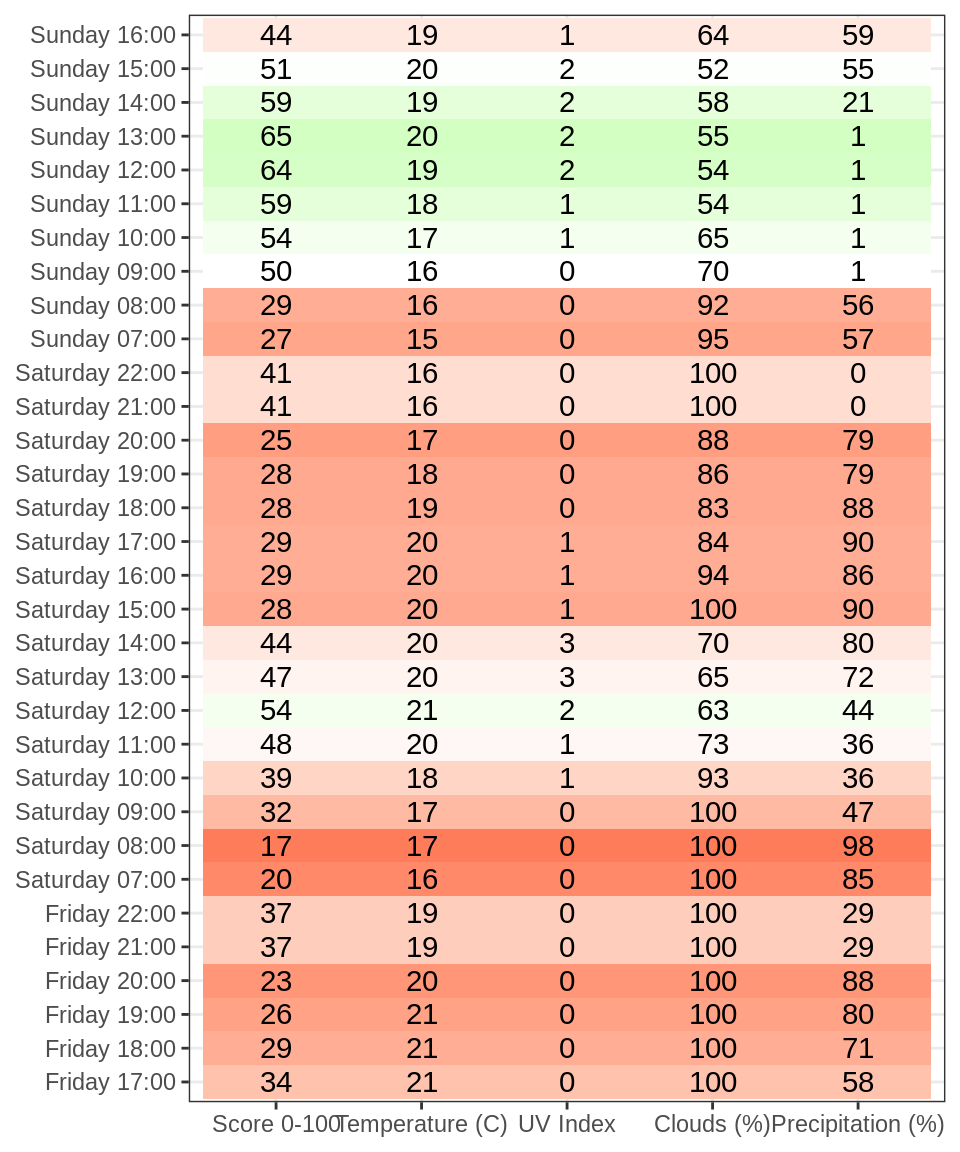 Sunday 16:00 44 19 1 64 59
Sunday 15:00 51 20 2 52 55
Sunday 14:00 59 19 2 58 21
Sunday 13:00 65 20 2 55 1
Sunday 12:00 64 19 2 54 1
Sunday 11:00 59 18 1 54 1
Sunday 10:00 54 17 1 65 1
Sunday 09:00 50 16 0 70 1
Sunday 08:00 29 16 0 92 56
Sunday 07:00 27 15 0 95 57
Saturday 22:00 41 16 0 100 0
Saturday 21:00 41 16 0 100 0
Saturday 20:00 25 17 0 88 79
Saturday 19:00 28 18 0 86 79
Saturday 18:00 28 19 0 83 88
Saturday 17:00 29 20 1 84 90
Saturday 16:00 29 20 1 94 86
Saturday 15:00 28 20 1 100 90
Saturday 14:00 44 20 3 70 80
Saturday 13:00 47 20 3 65 72
Saturday 12:00 54 21 2 63 44
Saturday 11:00 48 20 1 73 36
Saturday 10:00 39 18 1 93 36
Saturday 09:00 32 17 0 100 47
Saturday 08:00 17 17 0 100 98
Saturday 07:00 20 16 0 100 85
Friday 22:00 37 19 0 100 29
Friday 21:00 37 19 0 100 29
Friday 20:00 23 20 0 100 88
Friday 19:00 26 21 0 100 80
Friday 18:00 29 21 0 100 71
Friday 17:00 34 21 0 100 58
Score 0-100 Temperature (C) UV Index Clouds (%) Precipitation (%)